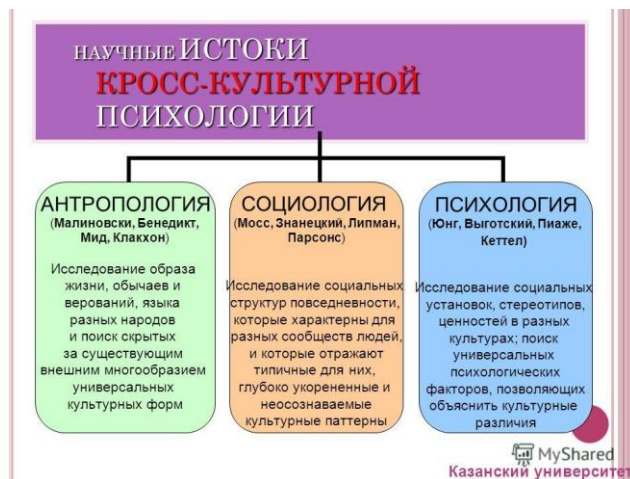 НАУЧНЫЕ ИСТОКИ
КРОСС-КУЛЬТУРНОЙ
ПСИХОЛОГИИ
АНТРОПОЛОГИЯ
(Малиновски, Бенедикт,
Мид, Клакхон)
Исследование образа
жизни, обычаев и
верований, языка
разных народов
и поиск скрытых
за существующим
внешним многообразием
универсальных
культурных форм
СОЦИОЛОГИЯ
(Мосс, Знанецкий, Липман,
Парсонс)
Исследование социальных
структур повседневности,
которые характерны для
разных сообществ людей,
и которые отражают
типичные для них,
глубоко укорененные и
неосознаваемые
культурные паттерны
ПСИХОЛОГИЯ
(Юнг, Выготский, Пиаже,
Кеттел)
Исследование социальных
установок, стереотипов,
ценностей в разных
культурах; поиск
универсальных
психологических
факторов, позволяющих
объяснить культурные
различия
MyShared
Казанский университет